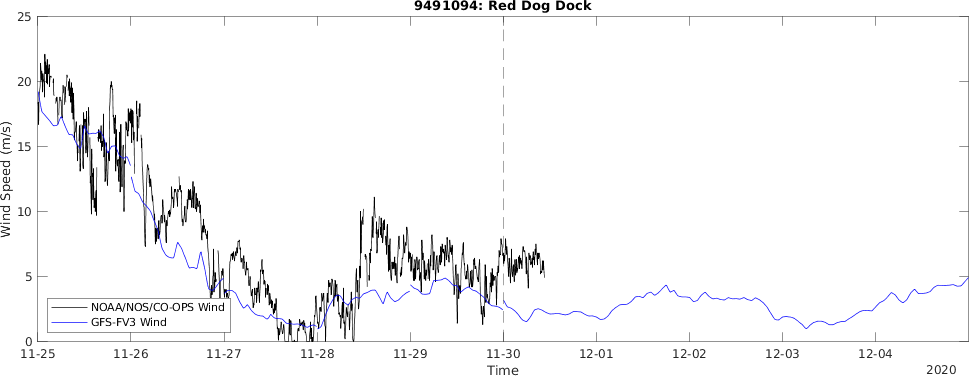 9491094: Red Dog Dock
Wind Speed (m/s)
25
20
15
10
5
0
NOAA/NOS/CO-OPS Wind
GFS-FV3 Wind
11-25 11-26 11-27 11-28 11-29 11-30 12-01 12-02 12-03 12-04
Time
2020